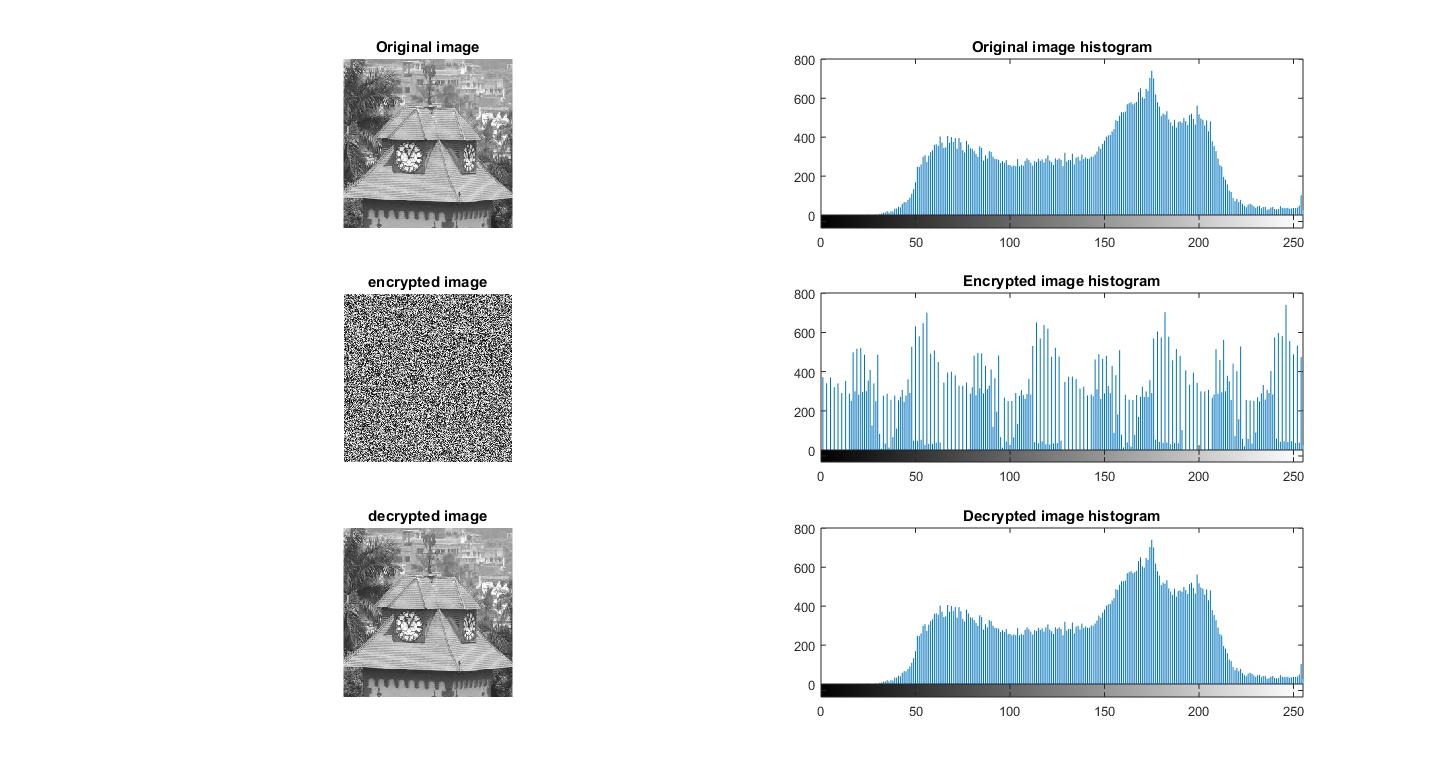 Original image
Original image histogram
800
600
400
200
0
0 50 100 150 200 250
encrypted image
Encrypted image histogram
800
600
400
200
0
0 50 100 150 200 250
decrypted image
Decrypted image histogram
800
600
400
200
0
0 50 100 150 200 250